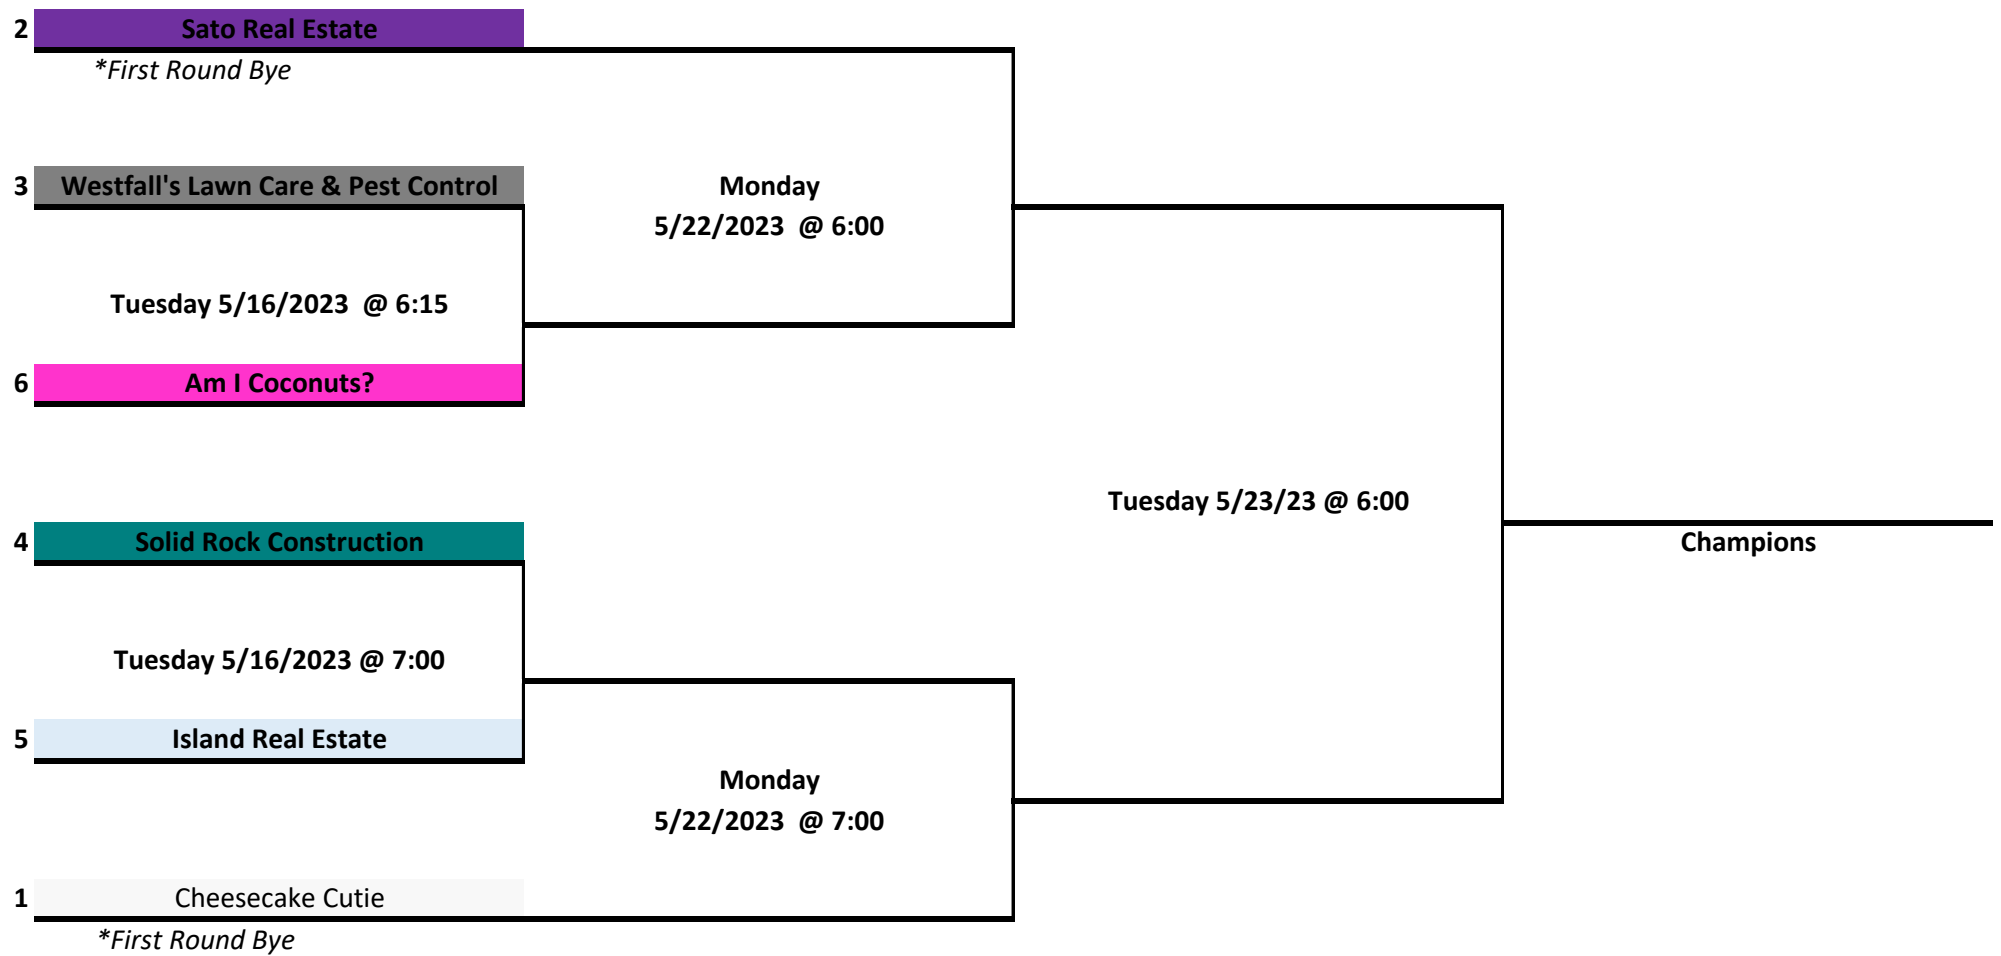 2 Sato Real Estate
*First Round Bye
3 Westfall's Lawn Care & Pest Control
Monday
5/22/2023 @ 6:00
Tuesday 5/16/2023 @ 6:15
6 Am I Coconuts?
Tuesday 5/23/23 @ 6:00
4 Solid Rock Construction
Champions
Tuesday 5/16/2023 @ 7:00
5 Island Real Estate
Monday
5/22/2023 @ 7:00
1 Cheesecake Cutie
*First Round Bye